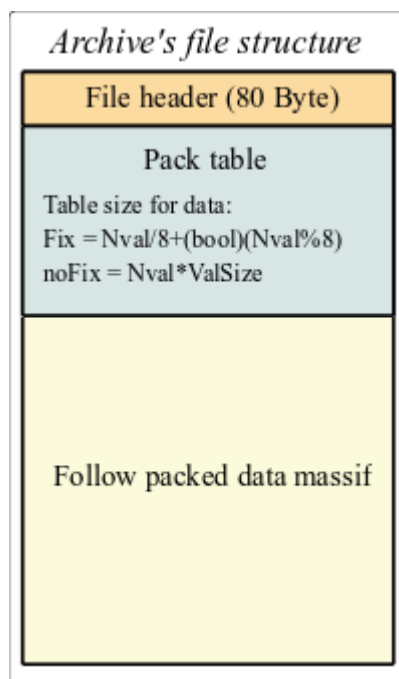 Archive's file structure
File header (80 Byte)
Pack table
Table size for data:
Fix = Nval/8+(bool)(Nval%8)
noFix = Nval*ValSize
Follow packed data massif